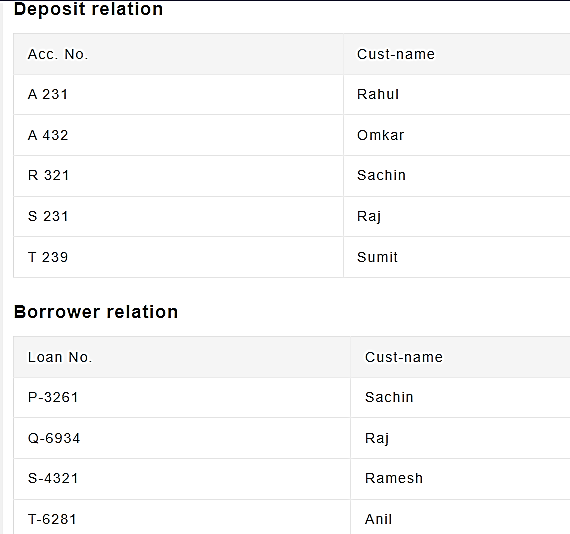 Deposit relation
Acc. No. Cust-name
A 231 Rahul
A 432 Omkar
R 321 Sachin
S 231 Raj
T 239 Sumit
Borrower relation
Loan No. Cust-name
P-3261 Sachin
Q-6934 Raj
S-4321 Ramesh
T-6281 Anil